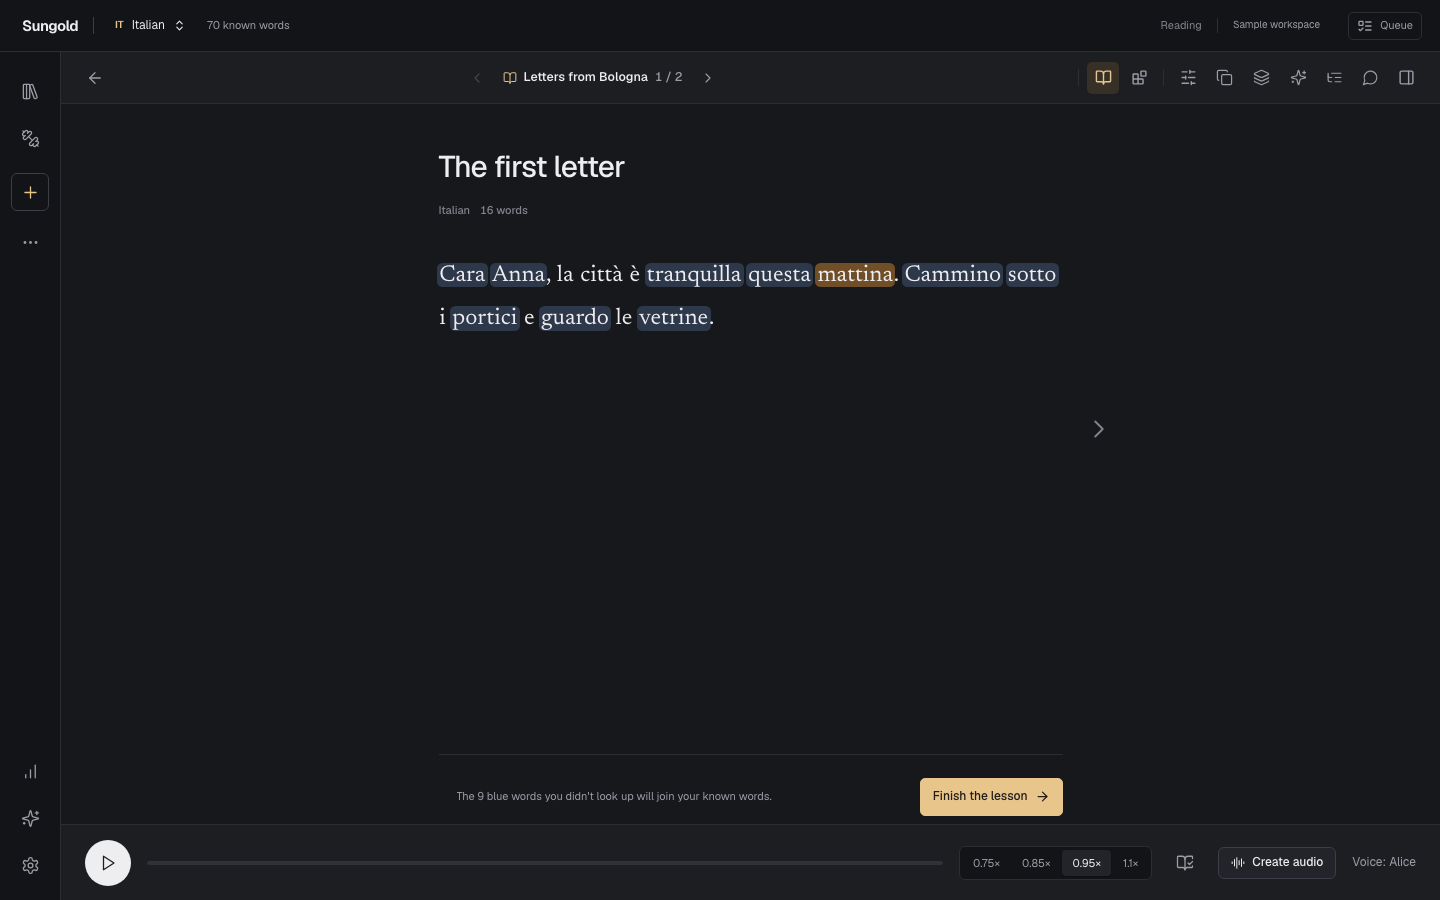 Sungold
IT Italian
70 known words
Reading
Sample workspace
Queue
Letters from Bologna 1 / 2
The first letter
Italian 16 words
Cara Anna, la città è tranquilla questa mattina. Cammino sotto
i portici e guardo le vetrine.
The 9 blue words you didn't look up will join your known words.
Finish the lesson
0.75× 0.85× 0.95× 1.1×
Create audio
Voice: Alice